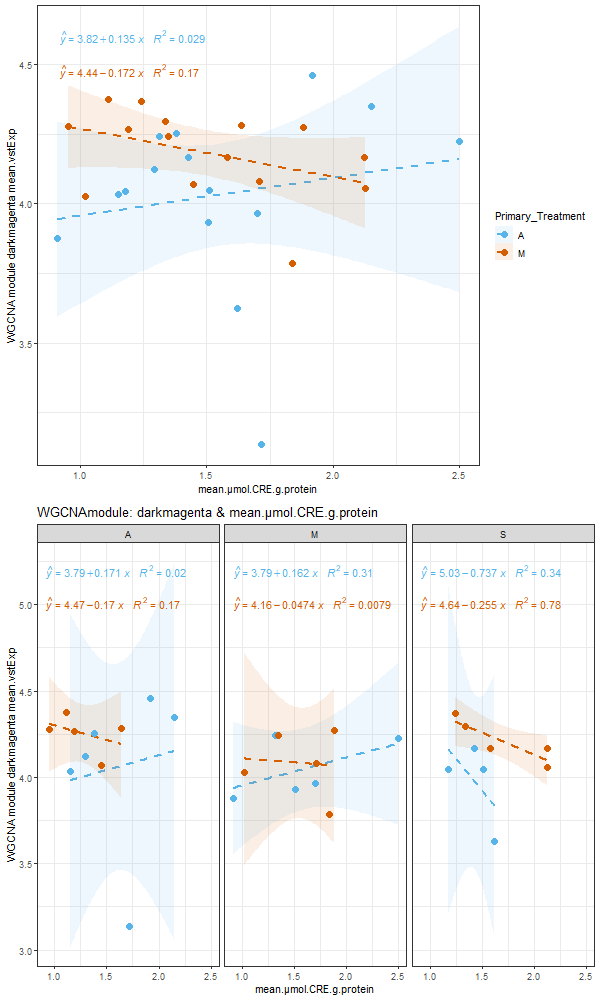 ŷ = 3.82 + 0.135 x R² = 0.029
ŷ = 4.44 − 0.172 x R² = 0.17
4.5
4.0
3.5
WGCNA module darkmagenta mean.vstExp
1.0 1.5 2.0 2.5
mean.µmol.CRE.g.protein
Primary_Treatment
A
M
WGCNAmodule: darkmagenta & mean.µmol.CRE.g.protein
A M S
ŷ = 3.79 + 0.171 x R² = 0.02 ŷ = 3.79 + 0.162 x R² = 0.31 ŷ = 5.03 − 0.737 x R² = 0.34
ŷ = 4.47 − 0.17 x R² = 0.17 ŷ = 4.16 − 0.0474 x R² = 0.0079 ŷ = 4.64 − 0.255 x R² = 0.78
5.0
4.5
4.0
3.5
3.0
WGCNA module darkmagenta mean.vstExp
1.0 1.5 2.0 2.5 1.0 1.5 2.0 2.5 1.0 1.5 2.0 2.5
mean.µmol.CRE.g.protein